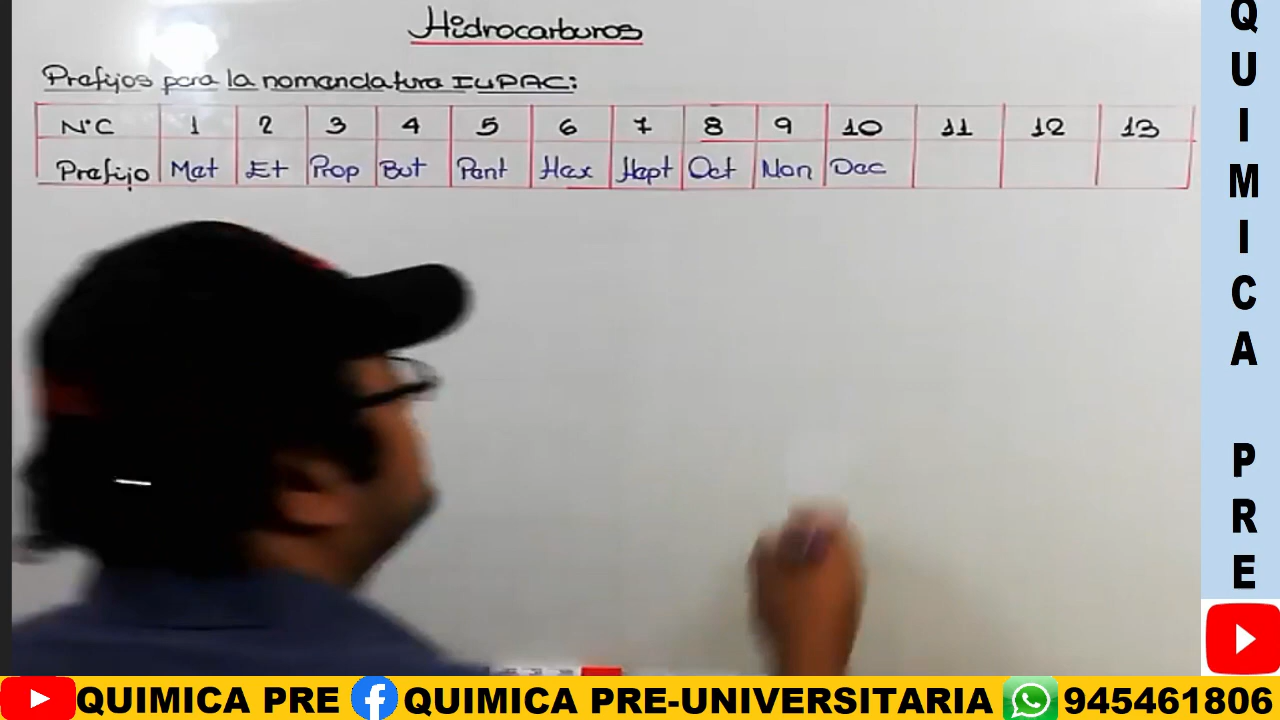 Hidrocarburos
Prefijos para la nomenclatura IUPAC:
N°C 1 2 3 4 5 6 7 8 9 10 11 12 13
Prefijo Met Et Prop But Pent Hex Hept Oct Non Dec
QUIMICA PRE
QUIMICA PRE QUIMICA PRE-UNIVERSITARIA 945461806